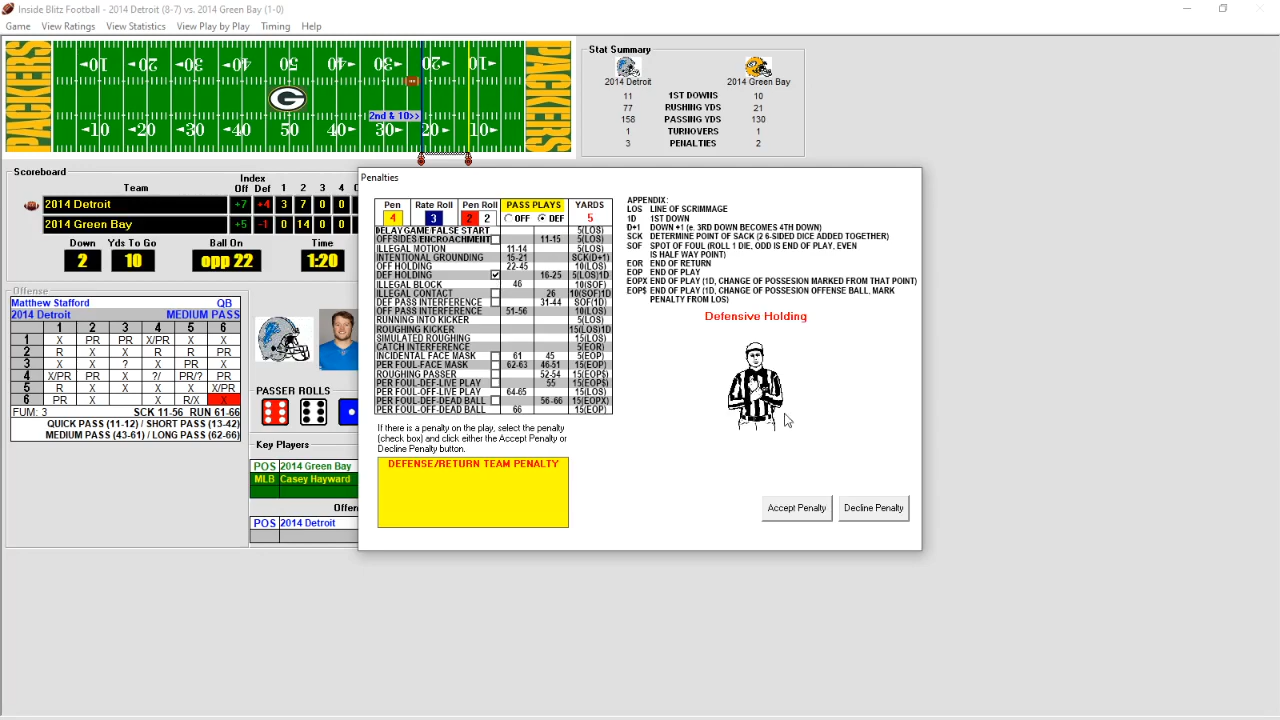 Inside Blitz Football - 2014 Detroit (8-7) vs. 2014 Green Bay (1-0)
Game View Ratings View Statistics View Play by Play Timing Help
PACKERS
10 20 30 40 50 40 30 20 10
G
2nd & 10>>
10 20 30 40 50 40 30 20 10
PACKERS
Stat Summary
2014 Detroit 2014 Green Bay
11 1ST DOWNS 10
77 RUSHING YDS 21
158 PASSING YDS 130
1 TURNOVERS 1
3 PENALTIES 2
Scoreboard
Index
Team Off Def 1 2 3 4
2014 Detroit +7 +4 3 7 0 0
2014 Green Bay +5 -1 0 14 0 0
Down Yds To Go Ball On Time
2 10 opp 22 1:20
Offense
Matthew Stafford QB
2014 Detroit MEDIUM PASS
1 2 3 4 5 6
1 X PR PR X/PR X X
2 R X X R R PR
3 X X ? X PR X
4 X/PR PR X ?/ PR/? PR
5 R X X X X X/PR
6 PR X X R/X X
FUM: 3 SCK 11-56 RUN 61-66
QUICK PASS (11-12) / SHORT PASS (13-42)
MEDIUM PASS (43-61) / LONG PASS (62-66)
PASSER ROLLS
Key Players
POS 2014 Green Bay
MLB Casey Hayward
Offen
POS 2014 Detroit
Penalties
Pen Rate Roll Pen Roll PASS PLAYS YARDS
4 3 2 2 OFF DEF 5
DELAY GAME/FALSE START 5(LOS)
OFFSIDES/ENCROACHMENT 11-15 5(LOS)
ILLEGAL MOTION 11-14 5(LOS)
INTENTIONAL GROUNDING 15-21 SCK(D+1)
OFF HOLDING 22-45 10(LOS)
DEF HOLDING 16-25 5(LOS)1D
ILLEGAL BLOCK 46 10(SOF)
ILLEGAL CONTACT 26 10(SOF)1D
DEF PASS INTERFERENCE 31-44 SOF(1D)
OFF PASS INTERFERENCE 51-56 10(LOS)
RUNNING INTO KICKER 5(LOS)
ROUGHING KICKER 15(LOS)1D
SIMULATED ROUGHING 15(LOS)
CATCH INTERFERENCE 5(EOR)
INCIDENTAL FACE MASK 61 45 5(EOP)
PER FOUL-FACE MASK 62-63 46-51 15(EOP)
ROUGHING PASSER 52-54 15(EOP$)
PER FOUL-DEF-LIVE PLAY 55 15(EOP$)
PER FOUL-OFF-LIVE PLAY 64-65 15(LOS)
PER FOUL-DEF-DEAD BALL 56-66 15(EOPX)
PER FOUL-OFF-DEAD BALL 66 15(EOP)
If there is a penalty on the play, select the penalty
(check box) and click either the Accept Penalty or
Decline Penalty button.
DEFENSE/RETURN TEAM PENALTY
APPENDIX:
LOS LINE OF SCRIMMAGE
1D 1ST DOWN
D+1 DOWN +1 (e. 3RD DOWN BECOMES 4TH DOWN)
SCK DETERMINE POINT OF SACK (2 6-SIDED DICE ADDED TOGETHER)
SOF SPOT OF FOUL (ROLL 1 DIE, ODD IS END OF PLAY, EVEN
IS HALF WAY POINT)
EOR END OF RETURN
EOP END OF PLAY
EOPX END OF PLAY (1D, CHANGE OF POSSESION MARKED FROM THAT POINT)
EOP$ END OF PLAY (1D, CHANGE OF POSSESION OFFENSE BALL, MARK
PENALTY FROM LOS)
Defensive Holding
Accept Penalty Decline Penalty